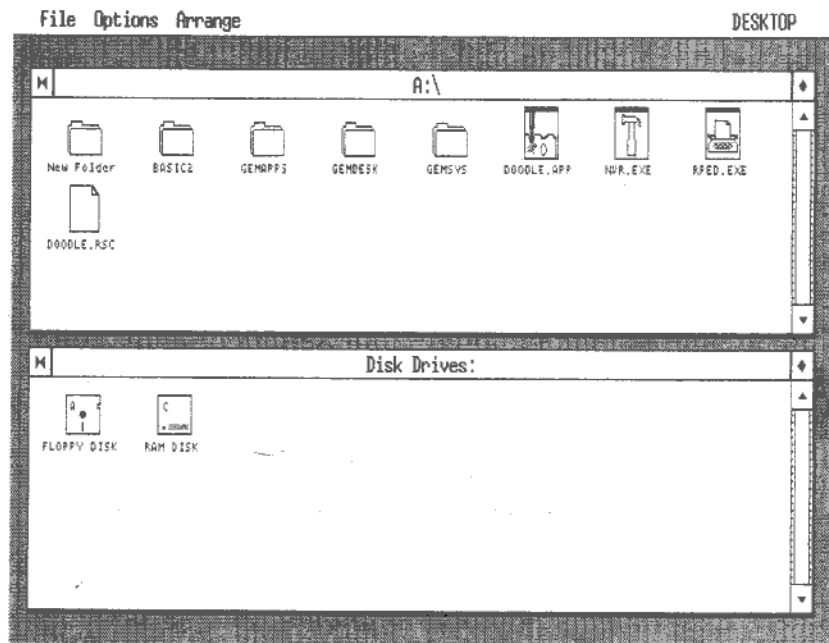 File Options Arrange DESKTOP
A:\
New Folder BASIC2 GEMAPPS GEMDESK GEMSYS DOODLE.APP NVR.EXE RPED.EXE
DOODLE.RSC
Disk Drives:
A
C
FLOPPY DISK RAM DISK